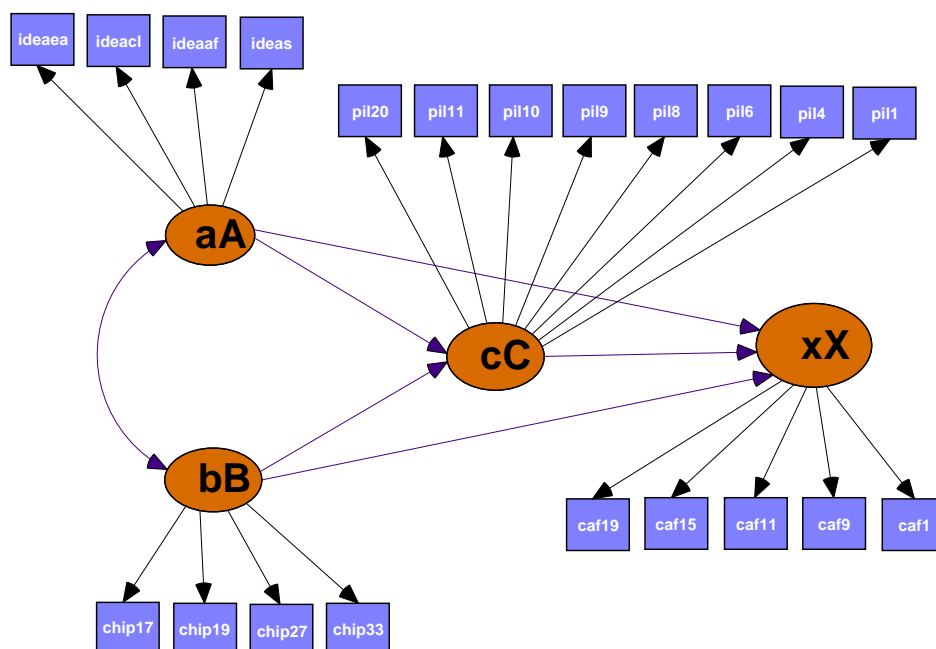 ideaea ideacl ideaaf ideas
pil20 pil11 pil10 pil9 pil8 pil6 pil4 pil1
aA
cC
xX
bB
caf19 caf15 caf11 caf9 caf1
chip17 chip19 chip27 chip33